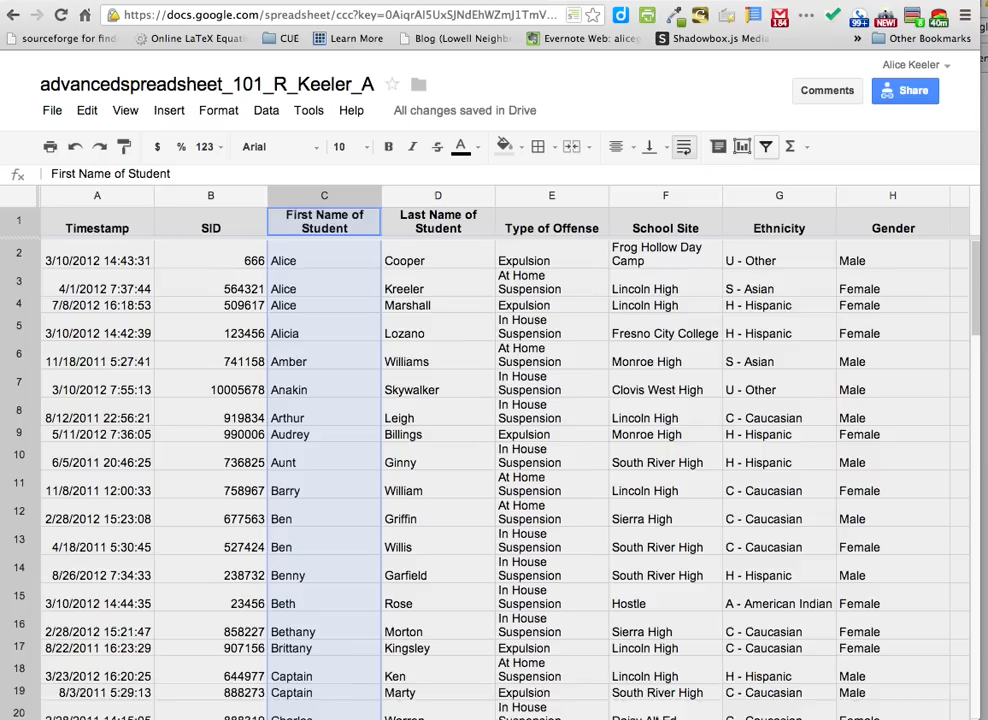 https://docs.google.com/spreadsheet/ccc?key=0AiqrAl5UxSJNdEhWZmJ1TmV...
184
99+
NEW!
40m
sourceforge for find
Online LaTeX Equati
CUE
Learn More
Blog (Lowell Neighb
Evernote Web: aliceg
Shadowbox.js Media
»
Other Bookmarks
Alice Keeler
advancedspreadsheet_101_R_Keeler_A
Comments
Share
File Edit View Insert Format Data Tools Help All changes saved in Drive
$ % 123 Arial 10 B I S A Σ
fx First Name of Student
A B C D E F G H
1 Timestamp SID First Name of Student Last Name of Student Type of Offense School Site Ethnicity Gender
2 3/10/2012 14:43:31 666 Alice Cooper Expulsion Frog Hollow Day Camp U - Other Male
3 4/1/2012 7:37:44 564321 Alice Kreeler At Home Suspension Lincoln High S - Asian Female
4 7/8/2012 16:18:53 509617 Alice Marshall Expulsion Lincoln High H - Hispanic Female
5 3/10/2012 14:42:39 123456 Alicia Lozano In House Suspension Fresno City College H - Hispanic Female
6 11/18/2011 5:27:41 741158 Amber Williams At Home Suspension Monroe High S - Asian Male
7 3/10/2012 7:55:13 10005678 Anakin Skywalker In House Suspension Clovis West High U - Other Male
8 8/12/2011 22:56:21 919834 Arthur Leigh In House Suspension Lincoln High C - Caucasian Female
9 5/11/2012 7:36:05 990006 Audrey Billings Expulsion Monroe High H - Hispanic Female
10 6/5/2011 20:46:25 736825 Aunt Ginny In House Suspension South River High H - Hispanic Male
11 11/8/2011 12:00:33 758967 Barry William At Home Suspension Lincoln High C - Caucasian Female
12 2/28/2012 15:23:08 677563 Ben Griffin At Home Suspension Sierra High C - Caucasian Male
13 4/18/2011 5:30:45 527424 Ben Willis In House Suspension South River High C - Caucasian Female
14 8/26/2012 7:34:33 238732 Benny Garfield In House Suspension South River High H - Hispanic Male
15 3/10/2012 14:44:35 23456 Beth Rose In House Suspension Hostle A - American Indian Female
16 2/28/2012 15:21:47 858227 Bethany Morton In House Suspension Sierra High C - Caucasian Male
17 8/22/2011 16:23:29 907156 Brittany Kingsley Expulsion Lincoln High C - Caucasian Female
18 3/23/2012 16:20:25 644977 Captain Ken At Home Suspension Lincoln High H - Hispanic Male
19 8/3/2011 5:29:13 888273 Captain Marty Expulsion South River High C - Caucasian Male
20 In House